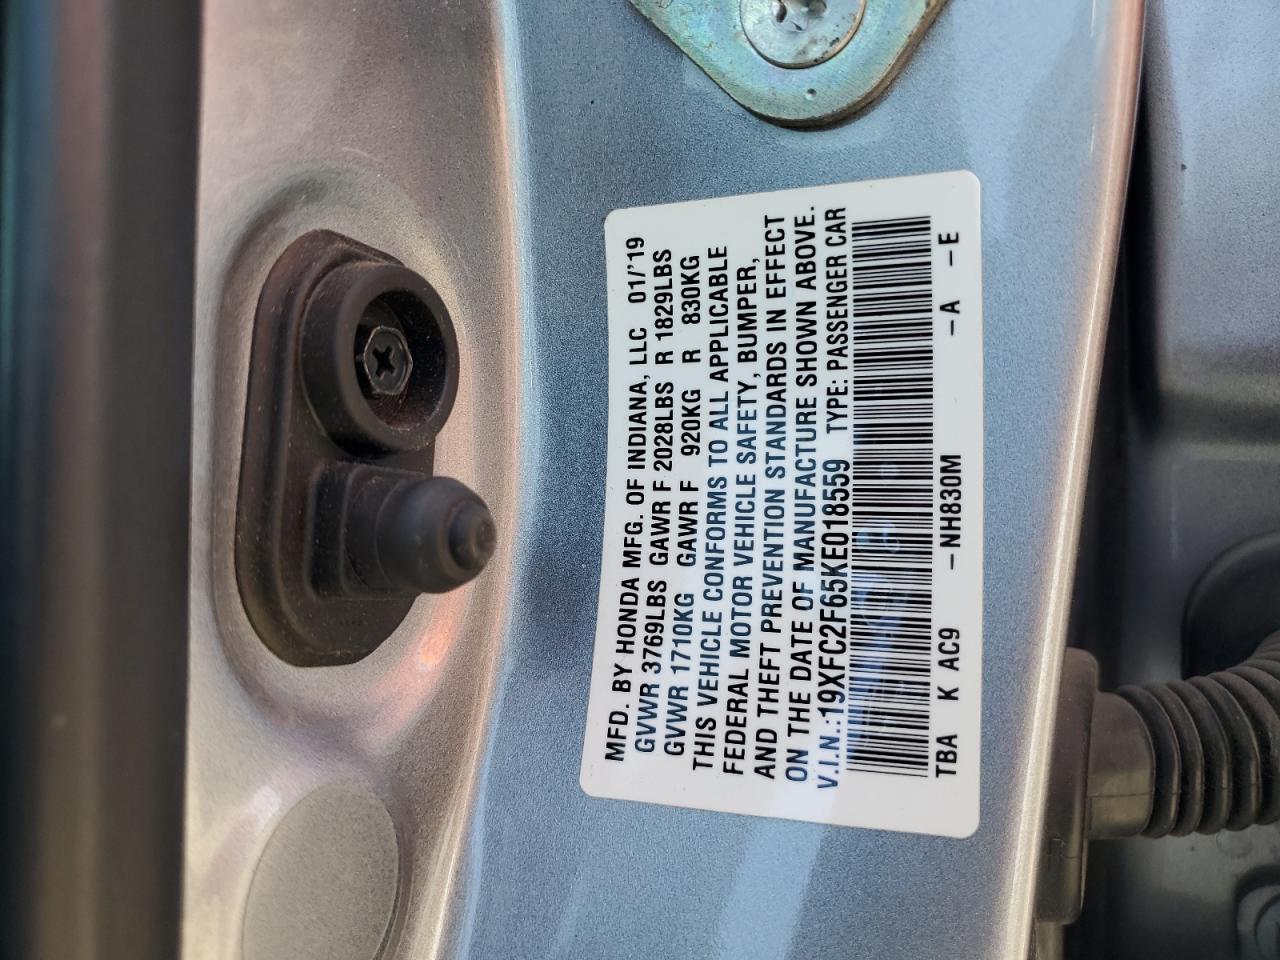 MFD. BY HONDA MFG. OF INDIANA, LLC 01/'19
GVWR 3769LBS GAWR F 2028LBS R 1829LBS
GVWR 1710KG GAWR F 920KG R 830KG
THIS VEHICLE CONFORMS TO ALL APPLICABLE
FEDERAL MOTOR VEHICLE SAFETY, BUMPER,
AND THEFT PREVENTION STANDARDS IN EFFECT
ON THE DATE OF MANUFACTURE SHOWN ABOVE.
V.I.N.:19XFC2F65KE018559 TYPE: PASSENGER CAR
TBA K AC9 -NH830M -A -E